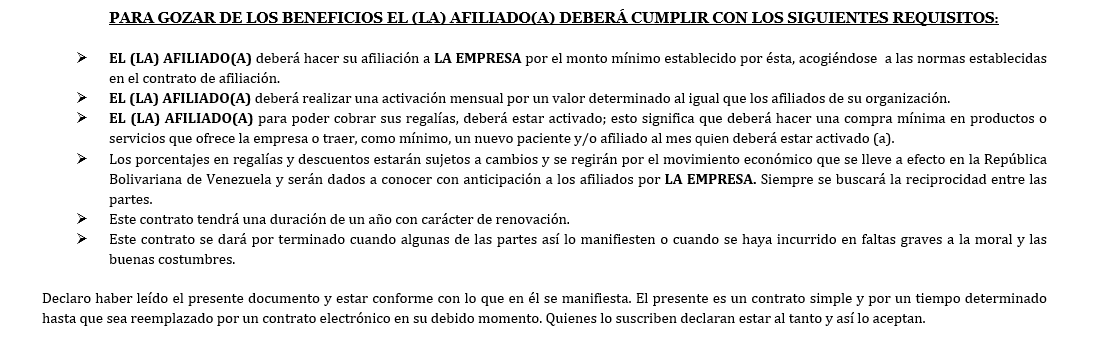 PARA GOZAR DE LOS BENEFICIOS EL (LA) AFILIADO(A) DEBERÁ CUMPLIR CON LOS SIGUIENTES REQUISITOS:
➢ EL (LA) AFILIADO(A) deberá hacer su afiliación a LA EMPRESA por el monto mínimo establecido por ésta, acogiéndose a las normas establecidas
en el contrato de afiliación.
➢ EL (LA) AFILIADO(A) deberá realizar una activación mensual por un valor determinado al igual que los afiliados de su organización.
➢ EL (LA) AFILIADO(A) para poder cobrar sus regalías, deberá estar activado; esto significa que deberá hacer una compra mínima en productos o
servicios que ofrece la empresa o traer, como mínimo, un nuevo paciente y/o afiliado al mes quien deberá estar activado (a).
➢ Los porcentajes en regalías y descuentos estarán sujetos a cambios y se regirán por el movimiento económico que se lleve a efecto en la República
Bolivariana de Venezuela y serán dados a conocer con anticipación a los afiliados por LA EMPRESA. Siempre se buscará la reciprocidad entre las
partes.
➢ Este contrato tendrá una duración de un año con carácter de renovación.
➢ Este contrato se dará por terminado cuando algunas de las partes así lo manifiesten o cuando se haya incurrido en faltas graves a la moral y las
buenas costumbres.
Declaro haber leído el presente documento y estar conforme con lo que en él se manifiesta. El presente es un contrato simple y por un tiempo determinado
hasta que sea reemplazado por un contrato electrónico en su debido momento. Quienes lo suscriben declaran estar al tanto y así lo aceptan.